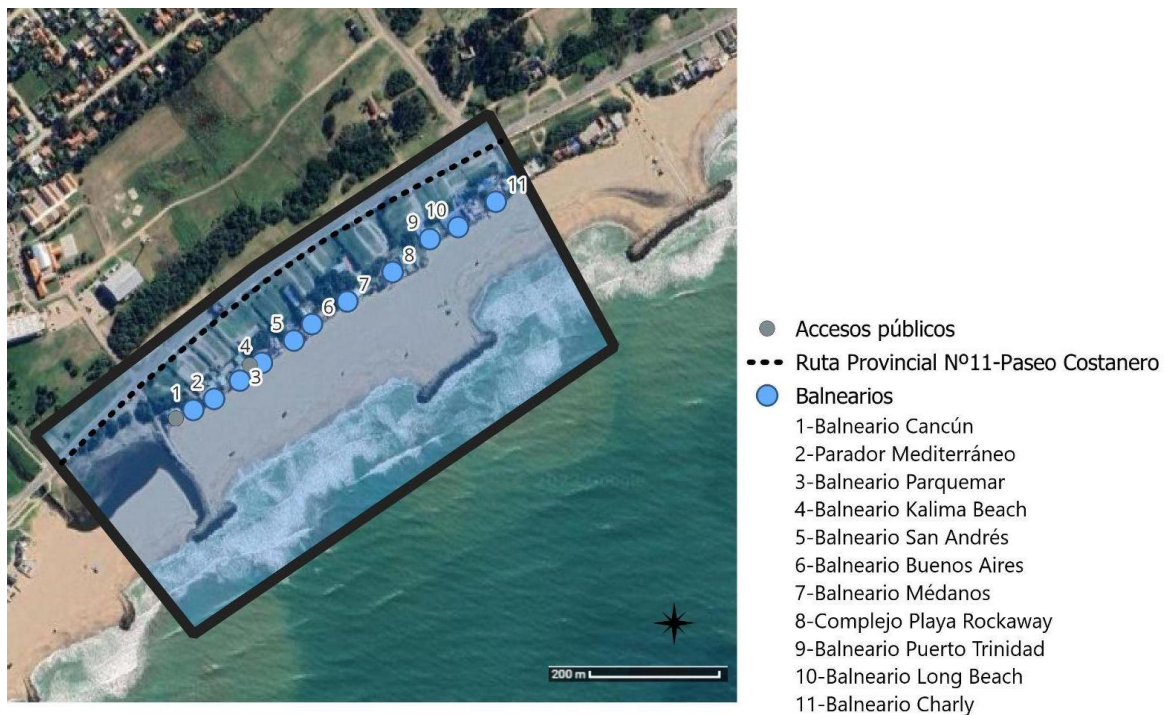 11
10
9
8
7
6
5
4
3
2
1
200 m
Accesos públicos
Ruta Provincial Nº11-Paseo Costanero
Balnearios
1-Balneario Cancún
2-Parador Mediterráneo
3-Balneario Parquemar
4-Balneario Kalima Beach
5-Balneario San Andrés
6-Balneario Buenos Aires
7-Balneario Médanos
8-Complejo Playa Rockaway
9-Balneario Puerto Trinidad
10-Balneario Long Beach
11-Balneario Charly